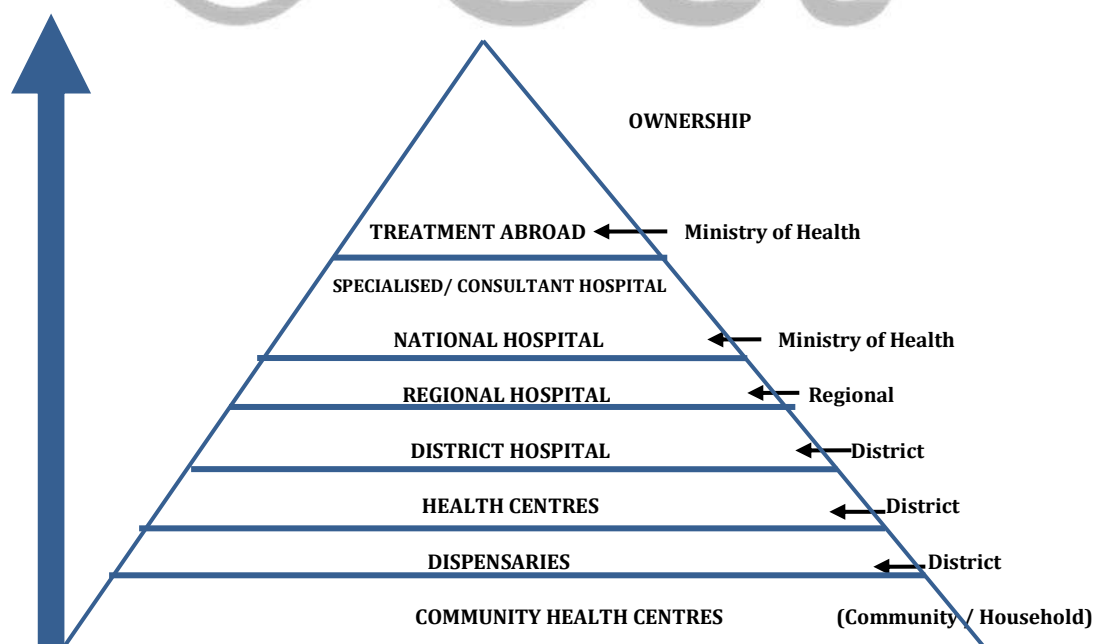 OWNERSHIP
TREATMENT ABROAD Ministry of Health
SPECIALISED/ CONSULTANT HOSPITAL
NATIONAL HOSPITAL Ministry of Health
REGIONAL HOSPITAL Regional
DISTRICT HOSPITAL District
HEALTH CENTRES District
DISPENSARIES District
COMMUNITY HEALTH CENTRES (Community / Household)